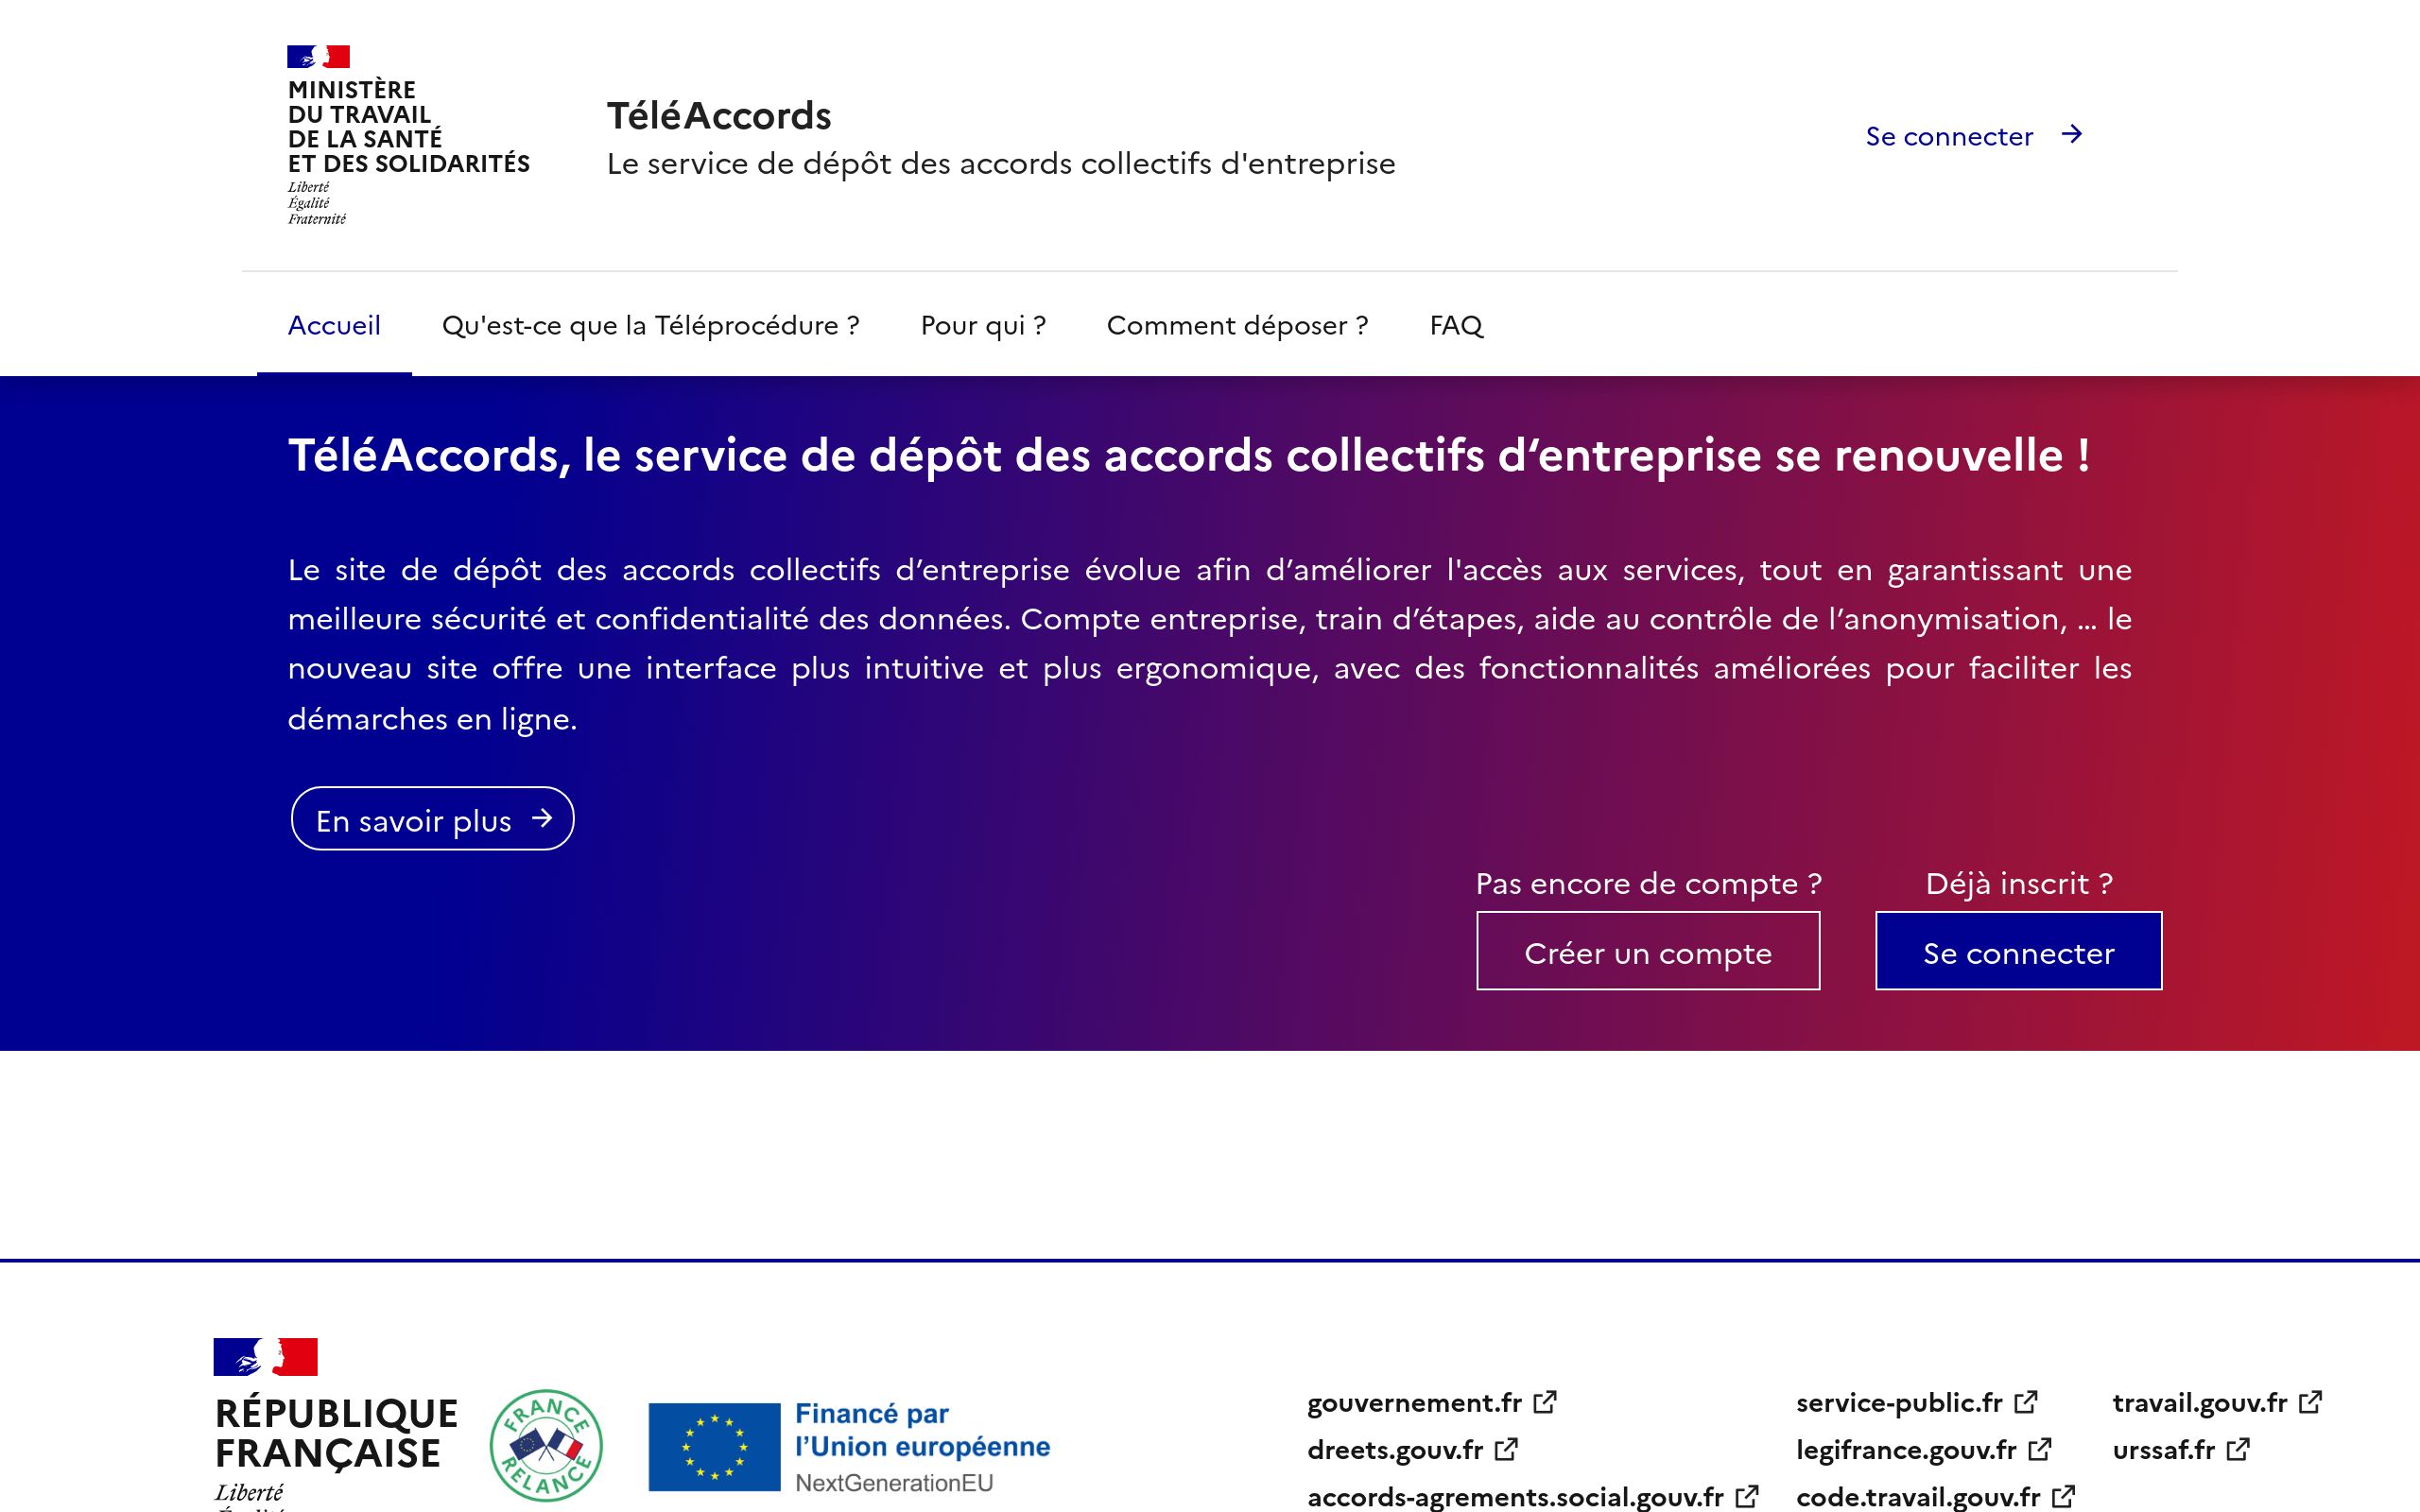 MINISTÈRE
DU TRAVAIL
DE LA SANTÉ
ET DES SOLIDARITÉS
Liberté
Égalité
Fraternité
TéléAccords
Le service de dépôt des accords collectifs d'entreprise
Se connecter
Accueil
Qu'est-ce que la Téléprocédure ?
Pour qui ?
Comment déposer ?
FAQ
TéléAccords, le service de dépôt des accords collectifs d‘entreprise se renouvelle !
Le site de dépôt des accords collectifs d’entreprise évolue afin d’améliorer l'accès aux services, tout en garantissant une
meilleure sécurité et confidentialité des données. Compte entreprise, train d’étapes, aide au contrôle de l’anonymisation, ... le
nouveau site offre une interface plus intuitive et plus ergonomique, avec des fonctionnalités améliorées pour faciliter les
démarches en ligne.
En savoir plus
Pas encore de compte ?
Créer un compte
Déjà inscrit ?
Se connecter
RÉPUBLIQUE
FRANÇAISE
Liberté
FRANCE
RELANCE
Financé par
l’Union européenne
NextGenerationEU
gouvernement.fr
dreets.gouv.fr
accords-agrements.social.gouv.fr
service-public.fr
legifrance.gouv.fr
code.travail.gouv.fr
travail.gouv.fr
urssaf.fr